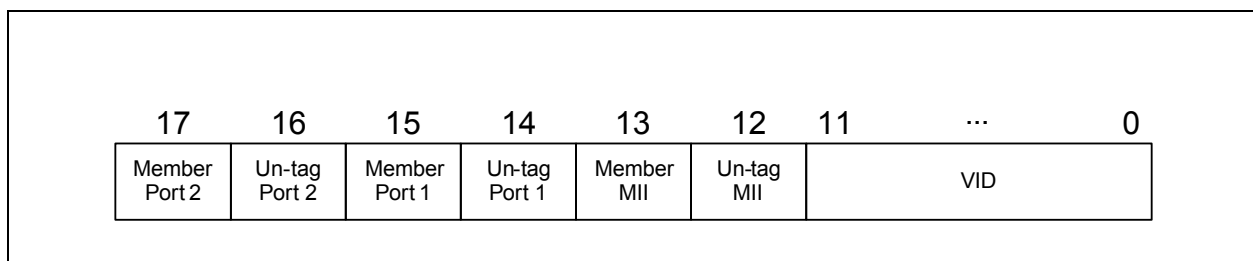 17 16 15 14 13 12 11 ... 0
Member Un-tag Member Un-tag Member Un-tag VID
Port 2 Port 2 Port 1 Port 1 MII MII